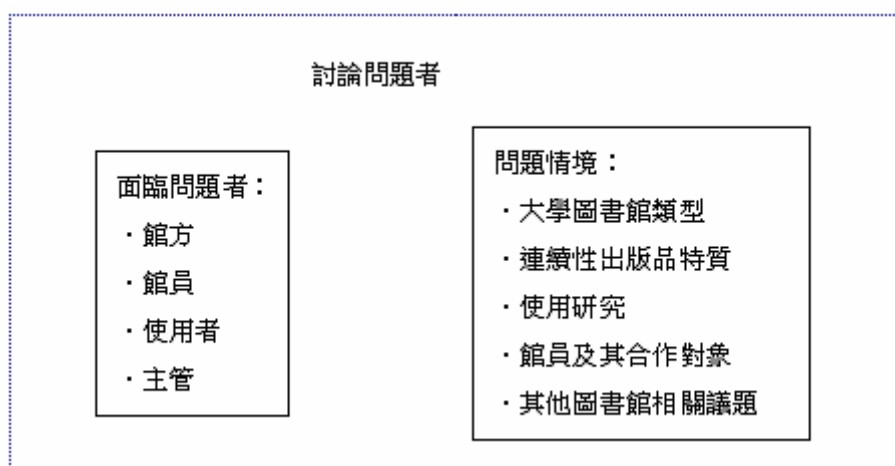 討論問題者
面臨問題者：
・館方
・館員
・使用者
・主管
問題情境：
・大學圖書館類型
・連續性出版品特質
・使用研究
・館員及其合作對象
・其他圖書館相關議題